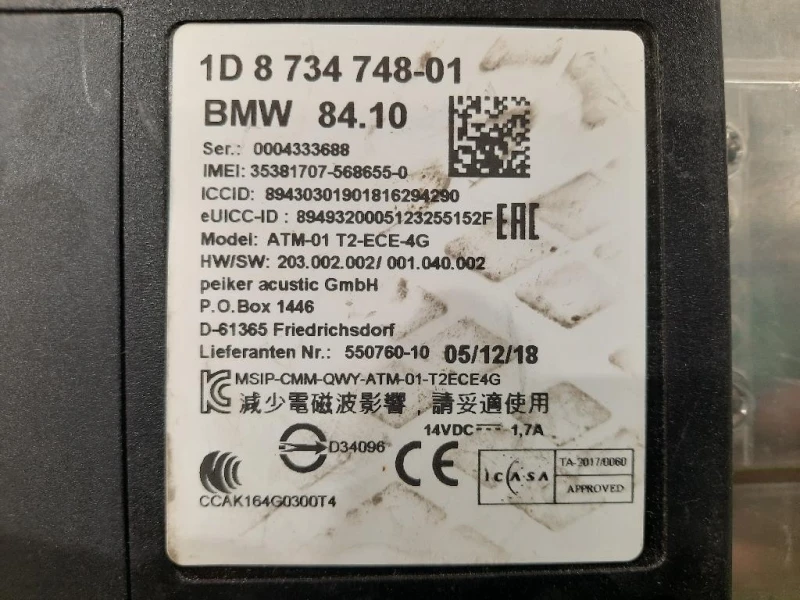 1D 8 734 748-01
BMW 84.10
Ser.: 0004333688
IMEI: 35381707-568655-0
ICCID: 89430301901816294290
eUICC-ID : 8949320005123255152F
EAC
Model: ATM-01 T2-ECE-4G
HW/SW: 203.002.002/ 001.040.002
peiker acustic GmbH
P.O.Box 1446
D-61365 Friedrichsdorf
Lieferanten Nr.: 550760-10 05/12/18
MSIP-CMM-QWY-ATM-01-T2ECE4G
減少電磁波影響，請妥適使用
14VDC 1,7A
D34096
CE
ICASA
TA-2017/0060
APPROVED
CCAK164G0300T4